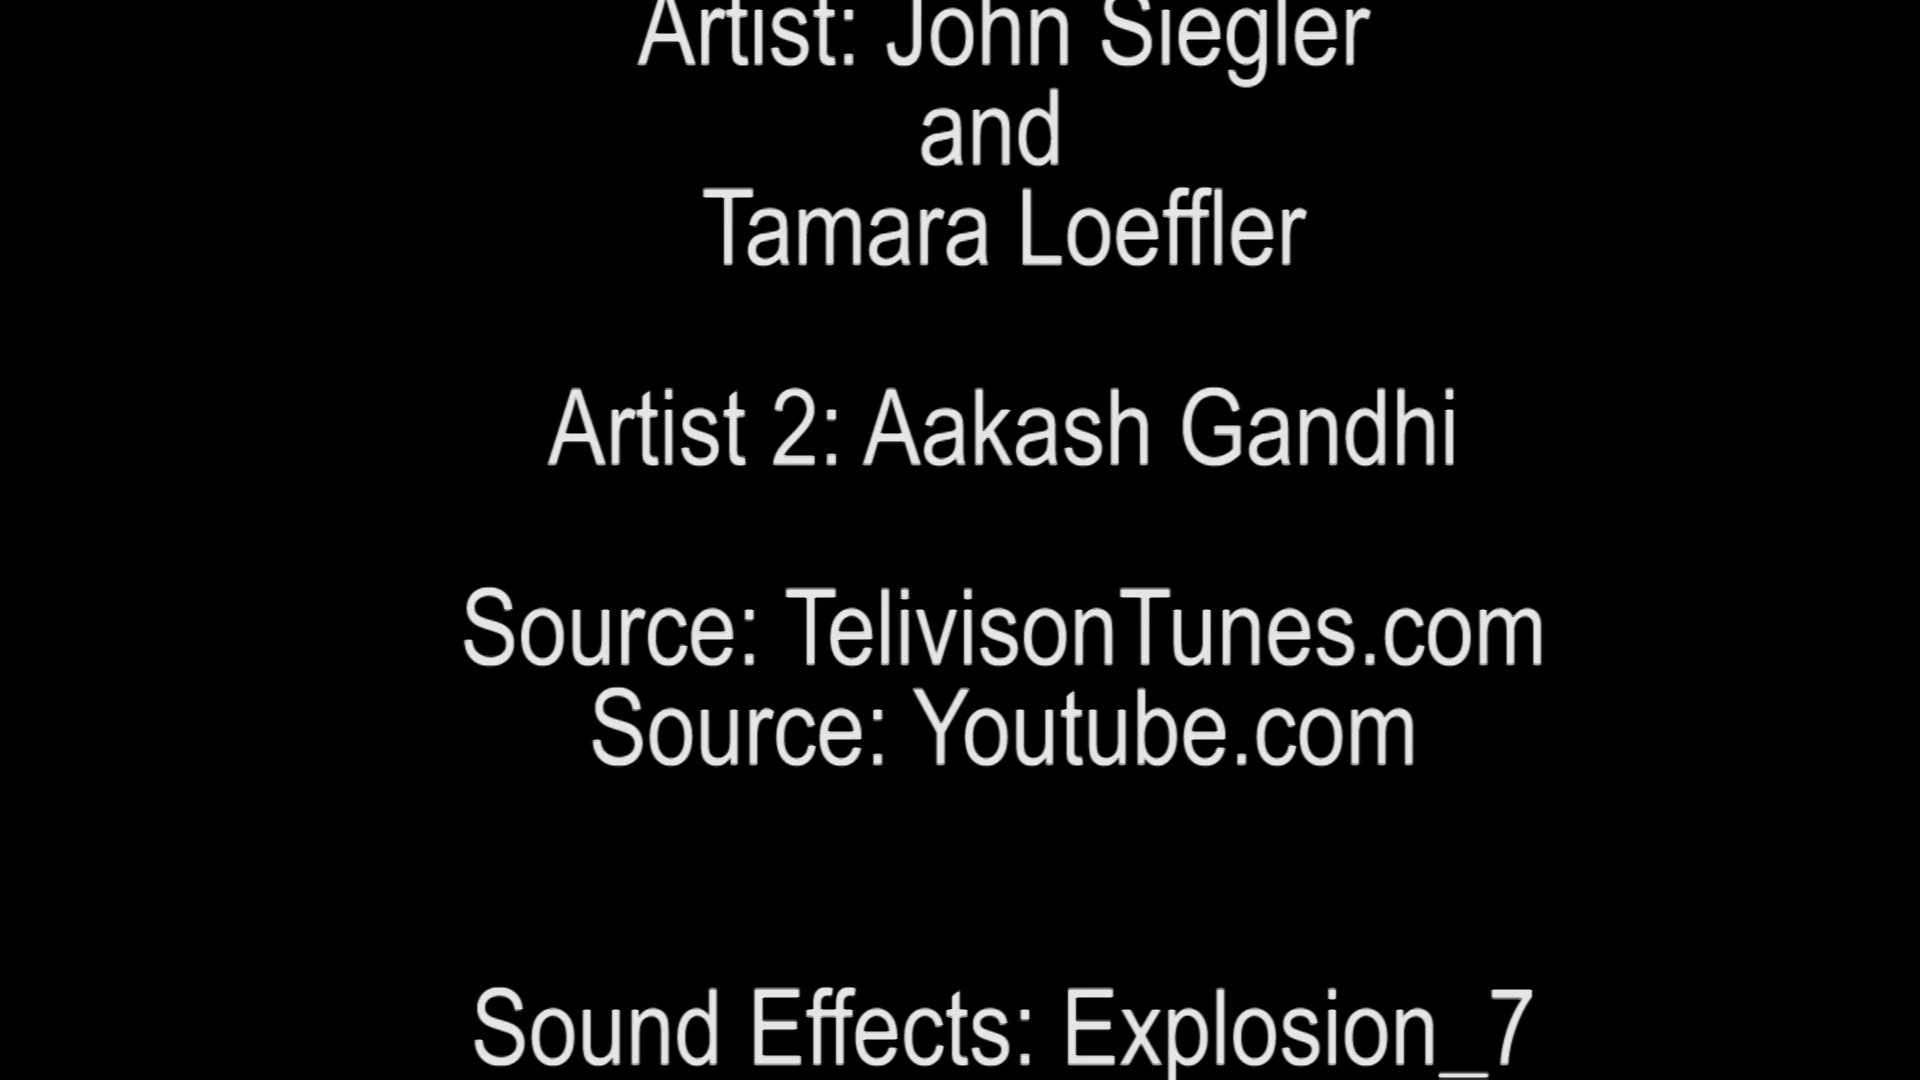 Artist: John Siegler
and
Tamara Loeffler
Artist 2: Aakash Gandhi
Source: TelivisonTunes.com
Source: Youtube.com
Sound Effects: Explosion_7